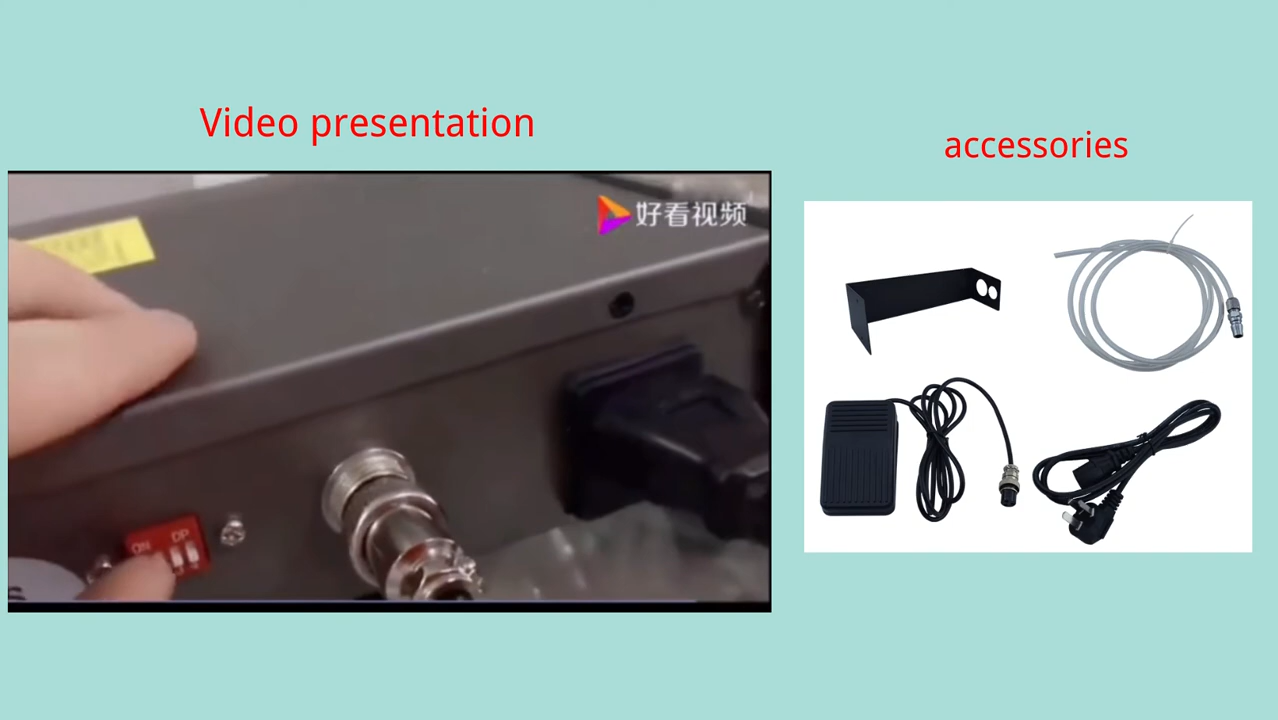 Video presentation
accessories
好看视频
ON DP